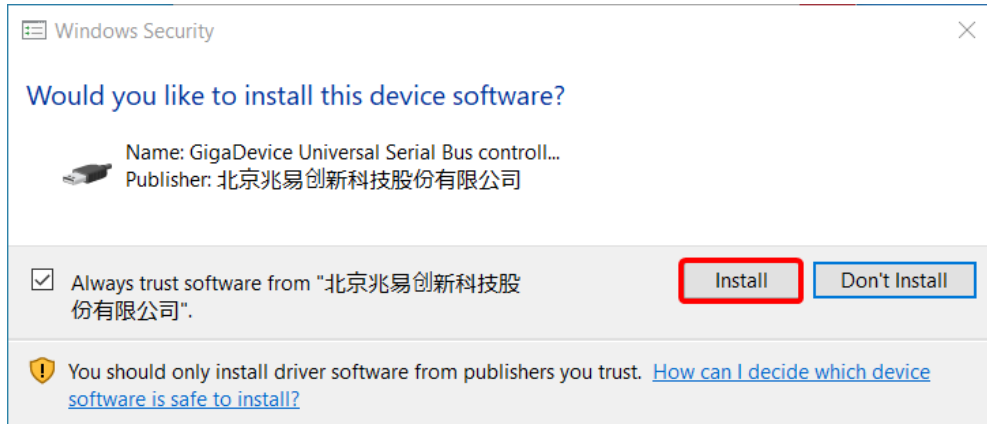 Windows Security
Would you like to install this device software?
Name: GigaDevice Universal Serial Bus controll...
Publisher: 北京兆易创新科技股份有限公司
Always trust software from "北京兆易创新科技股
份有限公司".
Install
Don't Install
You should only install driver software from publishers you trust. How can I decide which device
software is safe to install?